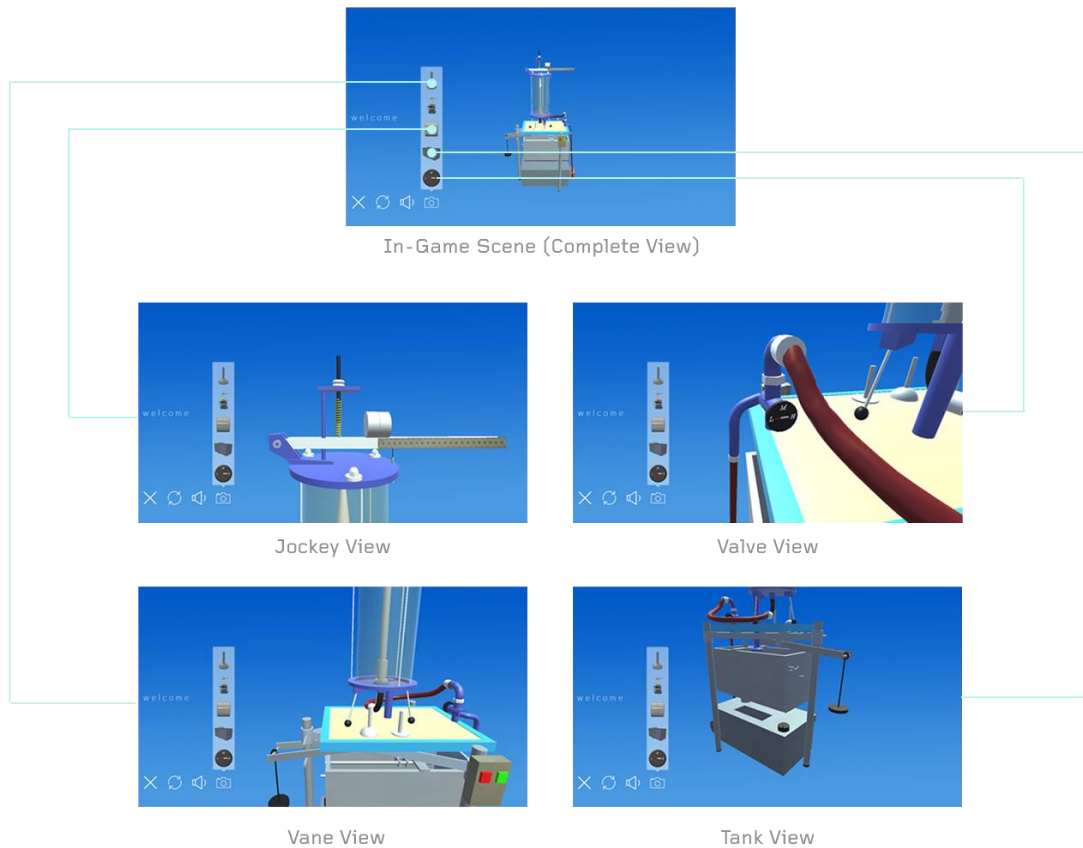 welcome
In-Game Scene (Complete View)
welcome
Jockey View
M
L H
welcome
Valve View
welcome
Vane View
welcome
Tank View